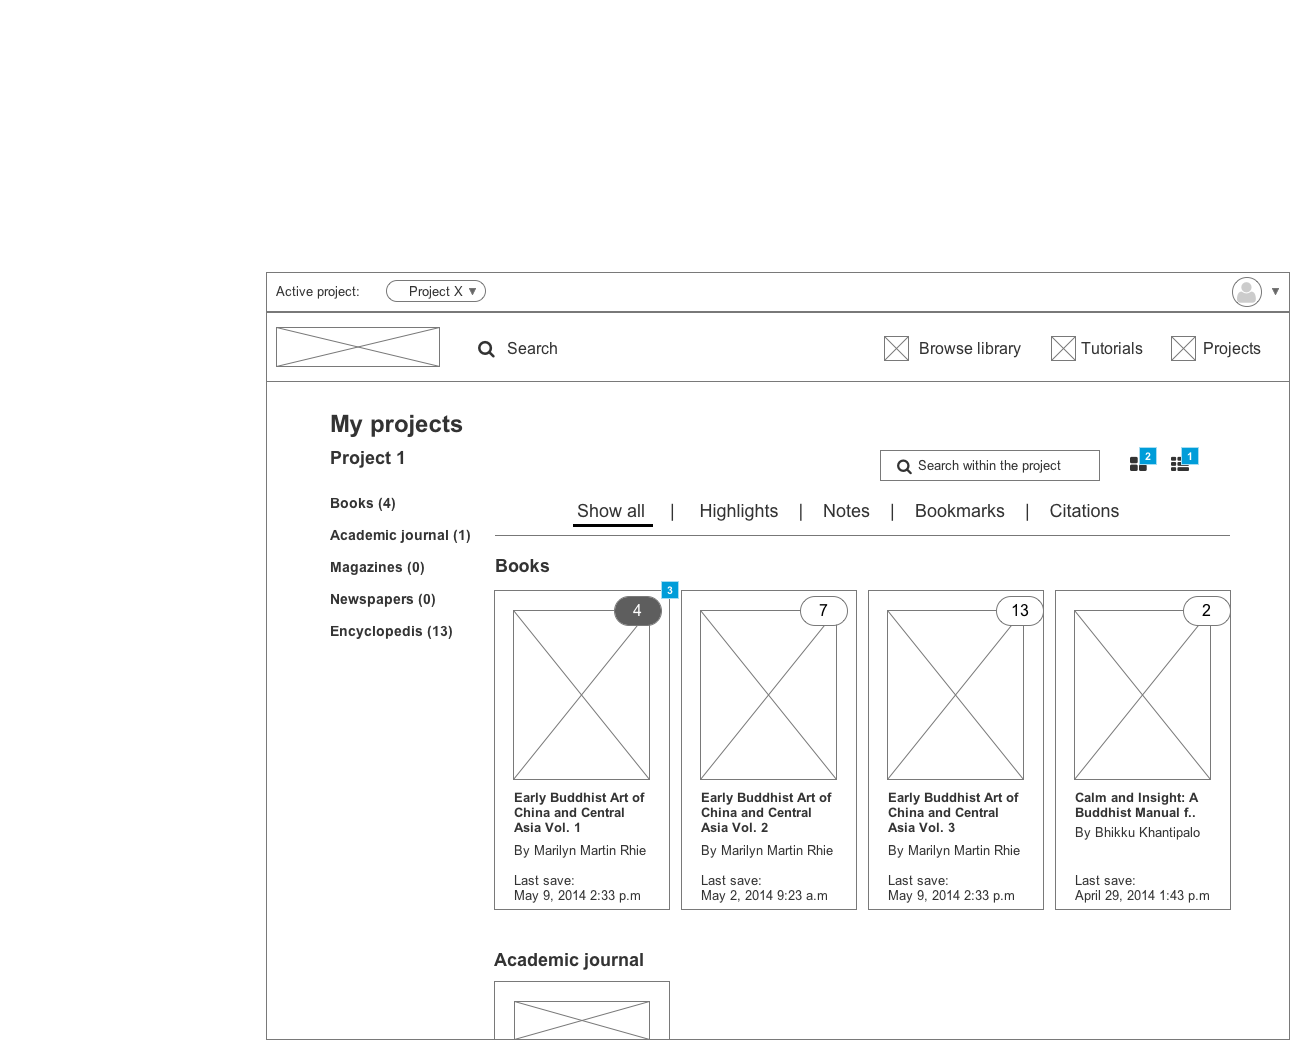 Active project:
Project X ▼
▼
Search
Browse library
Tutorials
Projects
My projects
Project 1
Search within the project
2
1
Books (4)
Academic journal (1)
Magazines (0)
Newspapers (0)
Encyclopedis (13)
Show all | Highlights | Notes | Bookmarks | Citations
Books
3
4
Early Buddhist Art of
China and Central
Asia Vol. 1
By Marilyn Martin Rhie
Last save:
May 9, 2014 2:33 p.m
7
Early Buddhist Art of
China and Central
Asia Vol. 2
By Marilyn Martin Rhie
Last save:
May 2, 2014 9:23 a.m
13
Early Buddhist Art of
China and Central
Asia Vol. 3
By Marilyn Martin Rhie
Last save:
May 9, 2014 2:33 p.m
2
Calm and Insight: A
Buddhist Manual f..
By Bhikku Khantipalo
Last save:
April 29, 2014 1:43 p.m
Academic journal